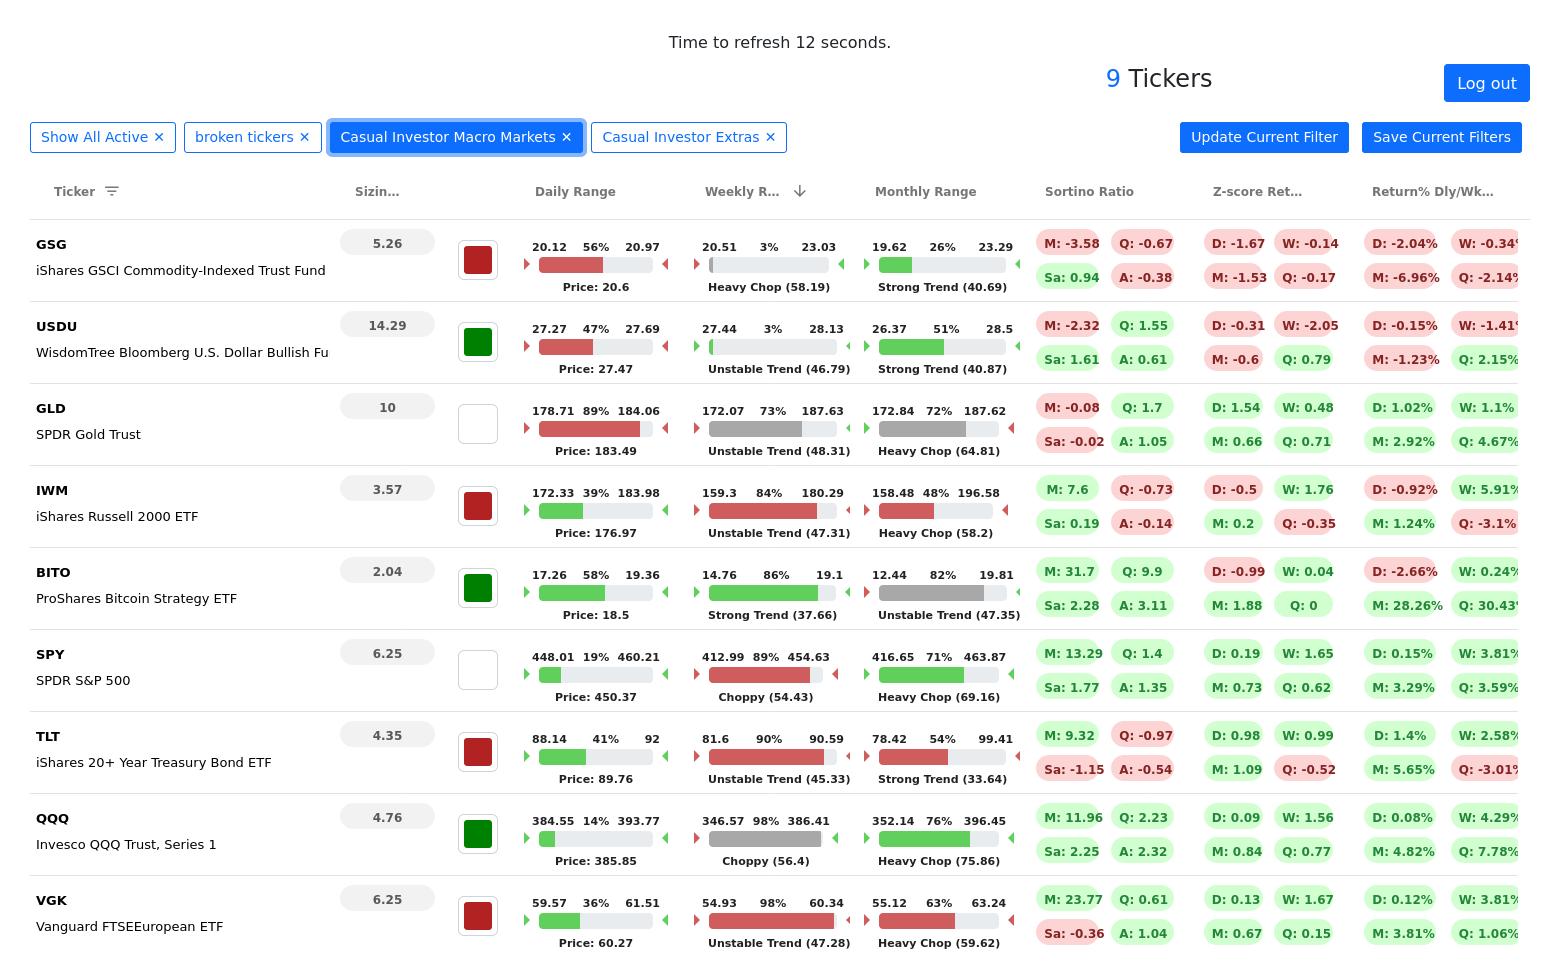 Time to refresh 12 seconds.
9 Tickers
Log out
Show All Active ✕ broken tickers ✕ Casual Investor Macro Markets ✕ Casual Investor Extras ✕ Update Current Filter Save Current Filters
Ticker Sizin… Daily Range Weekly R… Monthly Range Sortino Ratio Z-score Ret… Return% Dly/Wk…
GSG 5.26 20.12 56% 20.97 20.51 3% 23.03 19.62 26% 23.29 M: -3.58 Q: -0.67 D: -1.67 W: -0.14 D: -2.04% W: -0.34%
iShares GSCI Commodity-Indexed Trust Fund Price: 20.6 Heavy Chop (58.19) Strong Trend (40.69) Sa: 0.94 A: -0.38 M: -1.53 Q: -0.17 M: -6.96% Q: -2.14%
USDU 14.29 27.27 47% 27.69 27.44 3% 28.13 26.37 51% 28.5 M: -2.32 Q: 1.55 D: -0.31 W: -2.05 D: -0.15% W: -1.41%
WisdomTree Bloomberg U.S. Dollar Bullish Fu Price: 27.47 Unstable Trend (46.79) Strong Trend (40.87) Sa: 1.61 A: 0.61 M: -0.6 Q: 0.79 M: -1.23% Q: 2.15%
GLD 10 178.71 89% 184.06 172.07 73% 187.63 172.84 72% 187.62 M: -0.08 Q: 1.7 D: 1.54 W: 0.48 D: 1.02% W: 1.1%
SPDR Gold Trust Price: 183.49 Unstable Trend (48.31) Heavy Chop (64.81) Sa: -0.02 A: 1.05 M: 0.66 Q: 0.71 M: 2.92% Q: 4.67%
IWM 3.57 172.33 39% 183.98 159.3 84% 180.29 158.48 48% 196.58 M: 7.6 Q: -0.73 D: -0.5 W: 1.76 D: -0.92% W: 5.91%
iShares Russell 2000 ETF Price: 176.97 Unstable Trend (47.31) Heavy Chop (58.2) Sa: 0.19 A: -0.14 M: 0.2 Q: -0.35 M: 1.24% Q: -3.1%
BITO 2.04 17.26 58% 19.36 14.76 86% 19.1 12.44 82% 19.81 M: 31.7 Q: 9.9 D: -0.99 W: 0.04 D: -2.66% W: 0.24%
ProShares Bitcoin Strategy ETF Price: 18.5 Strong Trend (37.66) Unstable Trend (47.35) Sa: 2.28 A: 3.11 M: 1.88 Q: 0 M: 28.26% Q: 30.43%
SPY 6.25 448.01 19% 460.21 412.99 89% 454.63 416.65 71% 463.87 M: 13.29 Q: 1.4 D: 0.19 W: 1.65 D: 0.15% W: 3.81%
SPDR S&P 500 Price: 450.37 Choppy (54.43) Heavy Chop (69.16) Sa: 1.77 A: 1.35 M: 0.73 Q: 0.62 M: 3.29% Q: 3.59%
TLT 4.35 88.14 41% 92 81.6 90% 90.59 78.42 54% 99.41 M: 9.32 Q: -0.97 D: 0.98 W: 0.99 D: 1.4% W: 2.58%
iShares 20+ Year Treasury Bond ETF Price: 89.76 Unstable Trend (45.33) Strong Trend (33.64) Sa: -1.15 A: -0.54 M: 1.09 Q: -0.52 M: 5.65% Q: -3.01%
QQQ 4.76 384.55 14% 393.77 346.57 98% 386.41 352.14 76% 396.45 M: 11.96 Q: 2.23 D: 0.09 W: 1.56 D: 0.08% W: 4.29%
Invesco QQQ Trust, Series 1 Price: 385.85 Choppy (56.4) Heavy Chop (75.86) Sa: 2.25 A: 2.32 M: 0.84 Q: 0.77 M: 4.82% Q: 7.78%
VGK 6.25 59.57 36% 61.51 54.93 98% 60.34 55.12 63% 63.24 M: 23.77 Q: 0.61 D: 0.13 W: 1.67 D: 0.12% W: 3.81%
Vanguard FTSEEuropean ETF Price: 60.27 Unstable Trend (47.28) Heavy Chop (59.62) Sa: -0.36 A: 1.04 M: 0.67 Q: 0.15 M: 3.81% Q: 1.06%